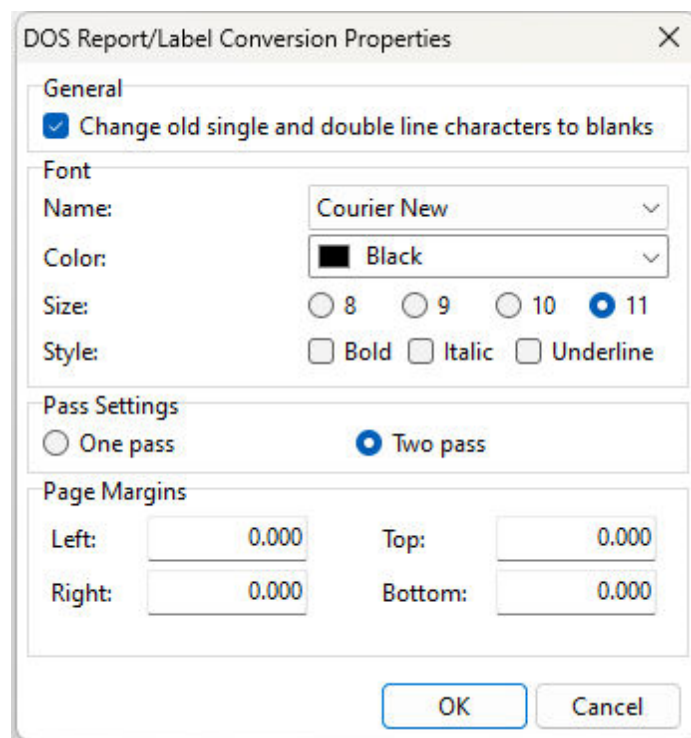 DOS Report/Label Conversion Properties
General
Change old single and double line characters to blanks
Font
Name: Courier New
Color: Black
Size: 8 9 10 11
Style: Bold Italic Underline
Pass Settings
One pass Two pass
Page Margins
Left: 0.000 Top: 0.000
Right: 0.000 Bottom: 0.000
OK Cancel